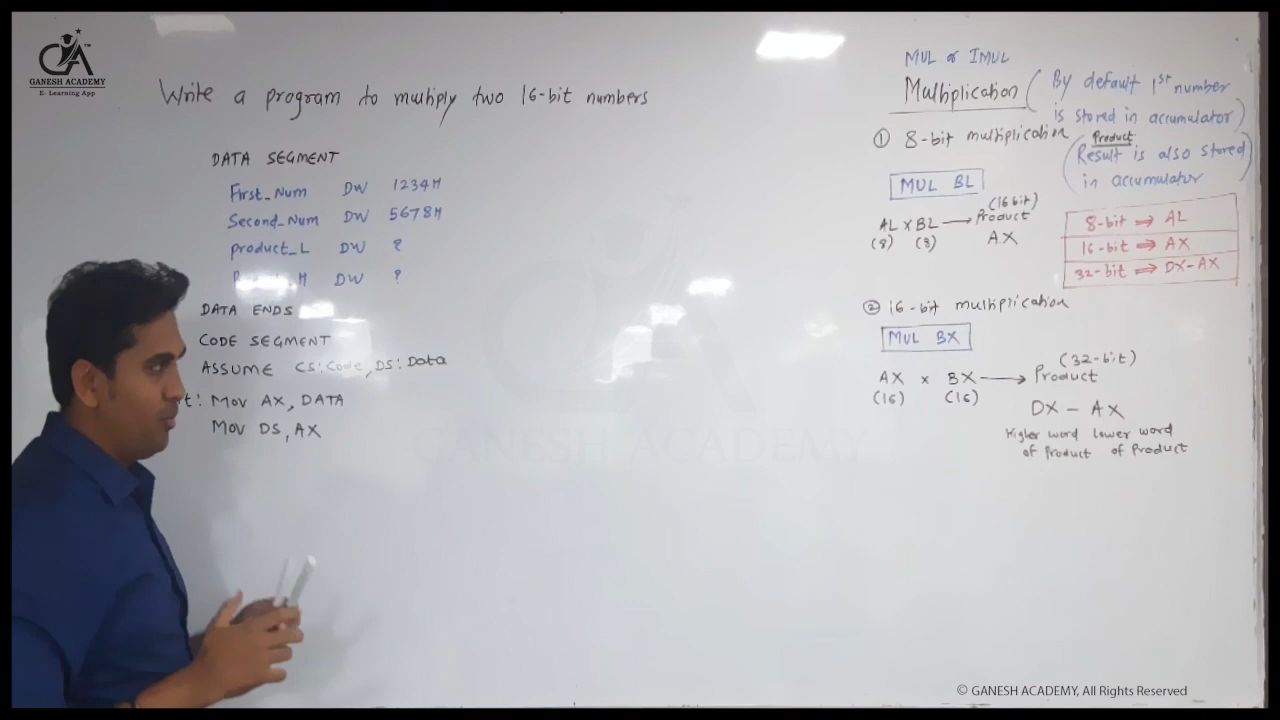 GANESH ACADEMY
E- Learning App
Write a program to multiply two 16-bit numbers
DATA SEGMENT
First_Num DW 1234H
Second_Num DW 5678H
product_L DW ?
DW ?
DATA ENDS
CODE SEGMENT
ASSUME CS:Code, DS:Data
t: Mov AX, DATA
Mov DS, AX
MUL or IMUL
Multiplication (By default 1st number
is stored in accumulator)
① 8-bit multiplication
Product
(Result is also stored
in accumulator)
MUL BL
(16 bit)
AL x BL → Product
(8) (8) AX
8-bit ⇒ AL
16-bit ⇒ AX
32-bit ⇒ DX-AX
② 16-bit multiplication
MUL BX
(32-bit)
AX x BX → Product
(16) (16)
DX - AX
Higher word lower word
of Product of Product
GANESH ACADEMY
© GANESH ACADEMY, All Rights Reserved